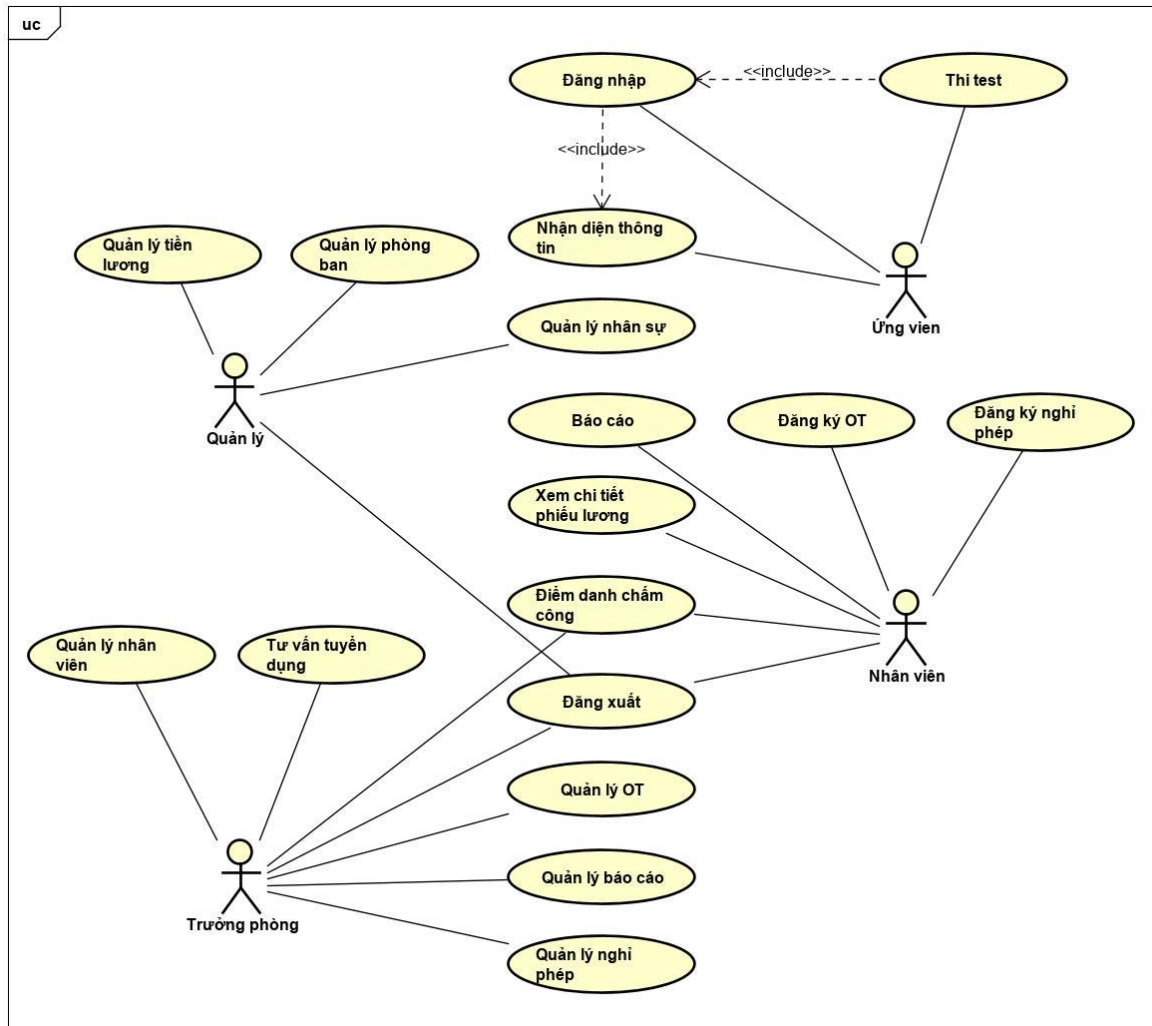 uc
Đăng nhập
<<include>>
Thi test
<<include>>
Nhận diện thông
tin
Quản lý tiền
lương
Quản lý phòng
ban
Ứng vien
Quản lý nhân sự
Quản lý
Báo cáo
Đăng ký OT
Đăng ký nghỉ
phép
Xem chi tiết
phiếu lương
Điểm danh chấm
công
Nhân viên
Quản lý nhân
viên
Tư vấn tuyển
dụng
Đăng xuất
Quản lý OT
Quản lý báo cáo
Trưởng phòng
Quản lý nghỉ
phép